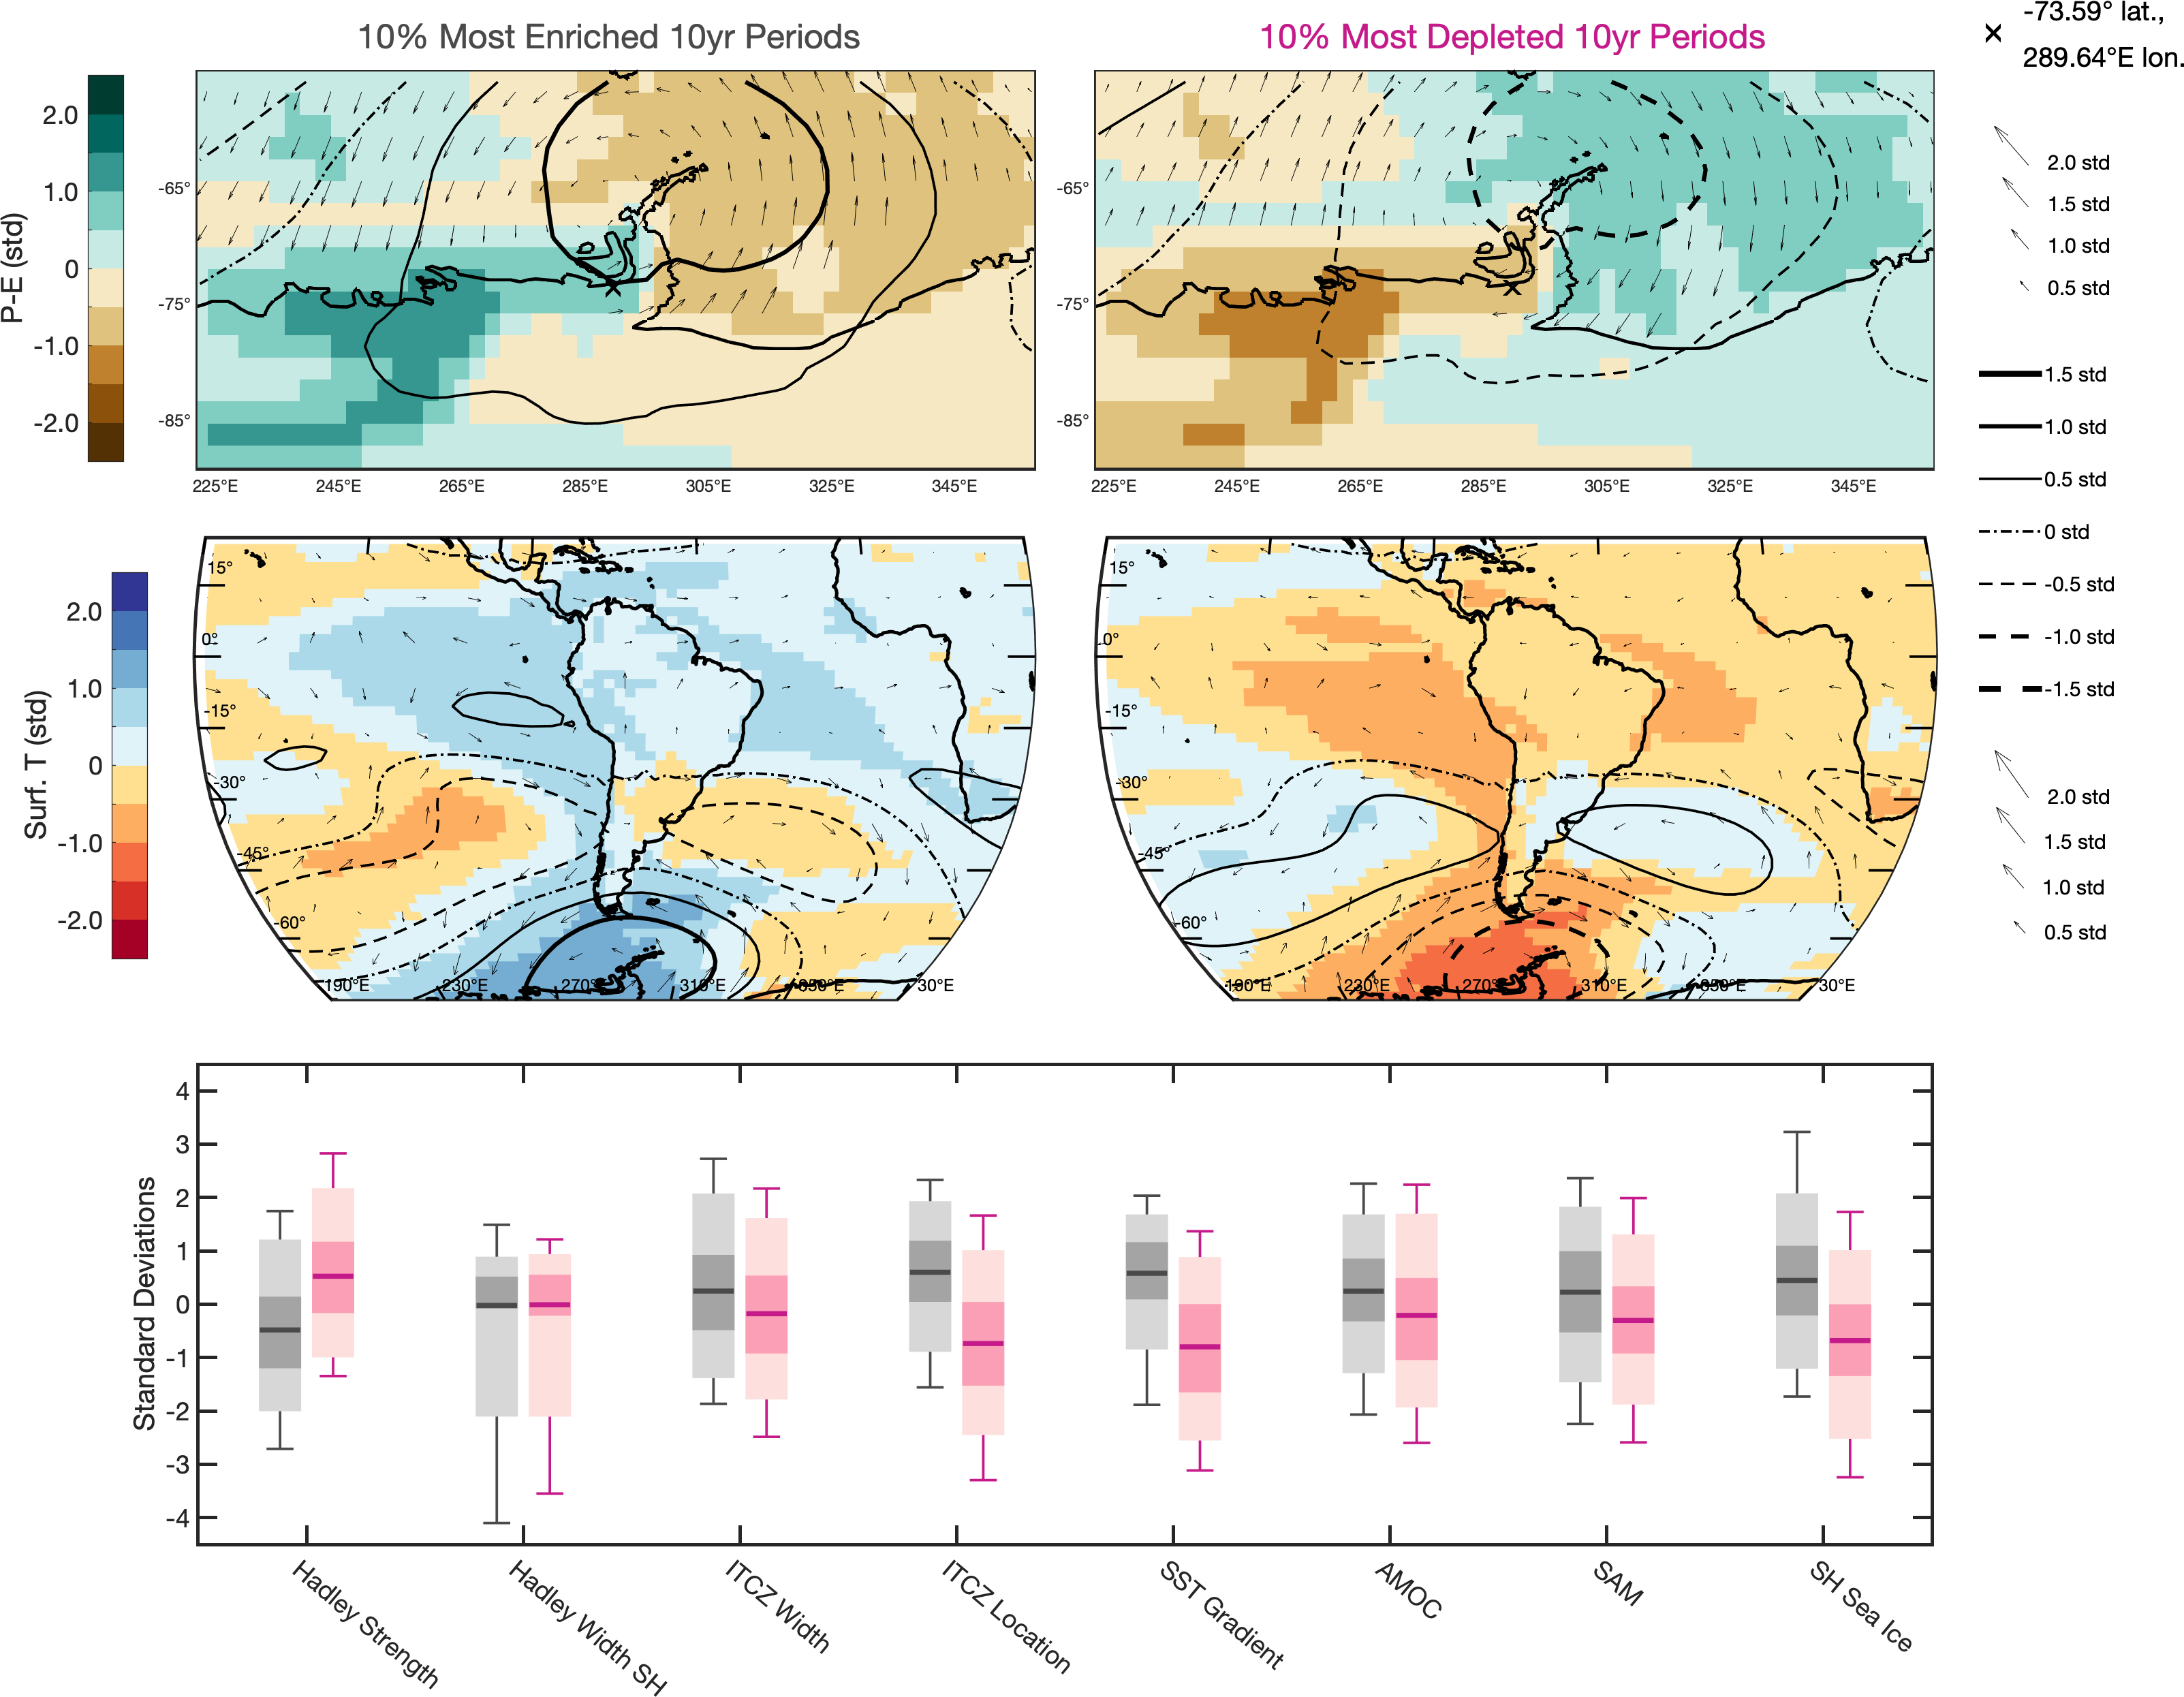 10% Most Enriched 10yr Periods
10% Most Depleted 10yr Periods
× -73.59° lat.,
289.64°E lon.
P-E (std)
2.0
1.0
0
-1.0
-2.0
-65°
-75°
-85°
225°E 245°E 265°E 285°E 305°E 325°E 345°E
-65°
-75°
-85°
225°E 245°E 265°E 285°E 305°E 325°E 345°E
2.0 std
1.5 std
1.0 std
0.5 std
1.5 std
1.0 std
0.5 std
0 std
-0.5 std
-1.0 std
-1.5 std
Surf. T (std)
2.0
1.0
0
-1.0
-2.0
15°
0°
-15°
-30°
-45°
-60°
190°E 230°E 270° 310°E 350°E 30°E
15°
0°
-15°
-30°
-45°
-60°
190°E 230°E 270° 310°E 350°E 30°E
2.0 std
1.5 std
1.0 std
0.5 std
Standard Deviations
4
3
2
1
0
-1
-2
-3
-4
Hadley Strength
Hadley Width SH
ITCZ Width
ITCZ Location
SST Gradient
AMOC
SAM
SH Sea Ice